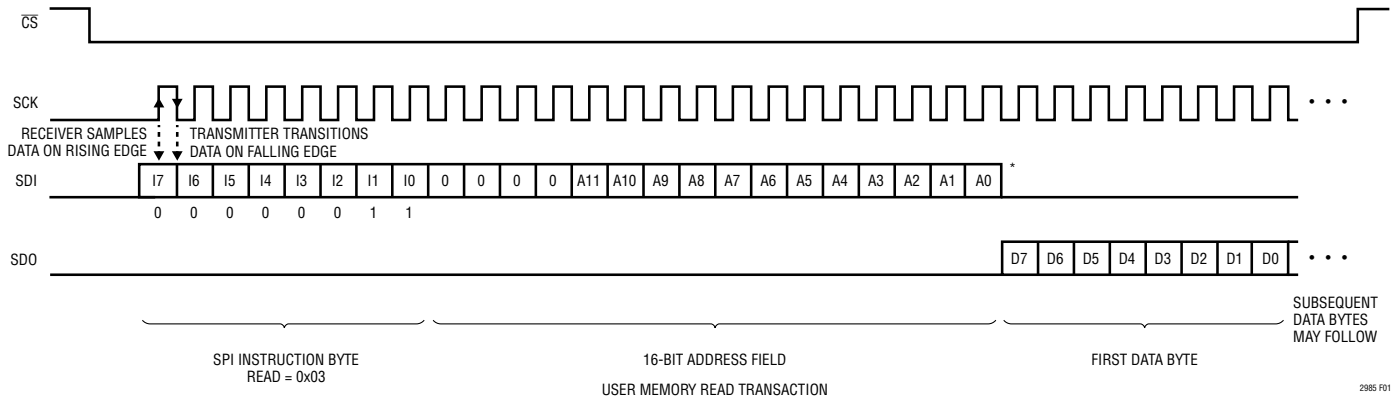 CS
SCK
• • •
RECEIVER SAMPLES
DATA ON RISING EDGE
TRANSMITTER TRANSITIONS
DATA ON FALLING EDGE
SDI I7 I6 I5 I4 I3 I2 I1 I0 0 0 0 0 A11 A10 A9 A8 A7 A6 A5 A4 A3 A2 A1 A0 *
0 0 0 0 0 0 1 1
SDO D7 D6 D5 D4 D3 D2 D1 D0 • • •
SUBSEQUENT
DATA BYTES
MAY FOLLOW
SPI INSTRUCTION BYTE
READ = 0x03
16-BIT ADDRESS FIELD
FIRST DATA BYTE
USER MEMORY READ TRANSACTION
2985 F01